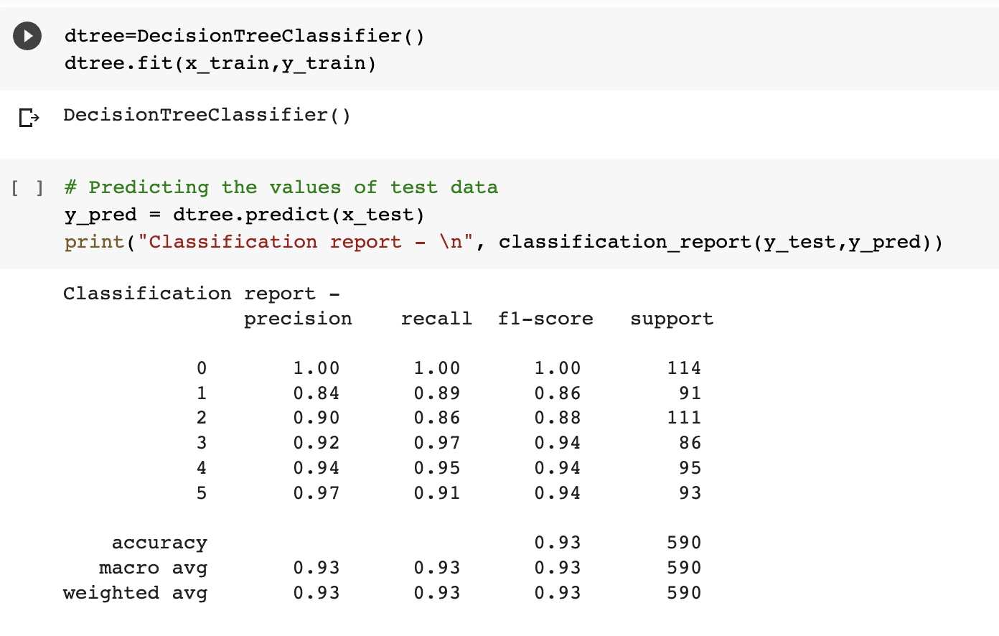 dtree=DecisionTreeClassifier()
dtree.fit(x_train,y_train)
DecisionTreeClassifier()
[ ] # Predicting the values of test data
y_pred = dtree.predict(x_test)
print("Classification report - \n", classification_report(y_test,y_pred))
Classification report -
precision recall f1-score support
0 1.00 1.00 1.00 114
1 0.84 0.89 0.86 91
2 0.90 0.86 0.88 111
3 0.92 0.97 0.94 86
4 0.94 0.95 0.94 95
5 0.97 0.91 0.94 93
accuracy 0.93 590
macro avg 0.93 0.93 0.93 590
weighted avg 0.93 0.93 0.93 590